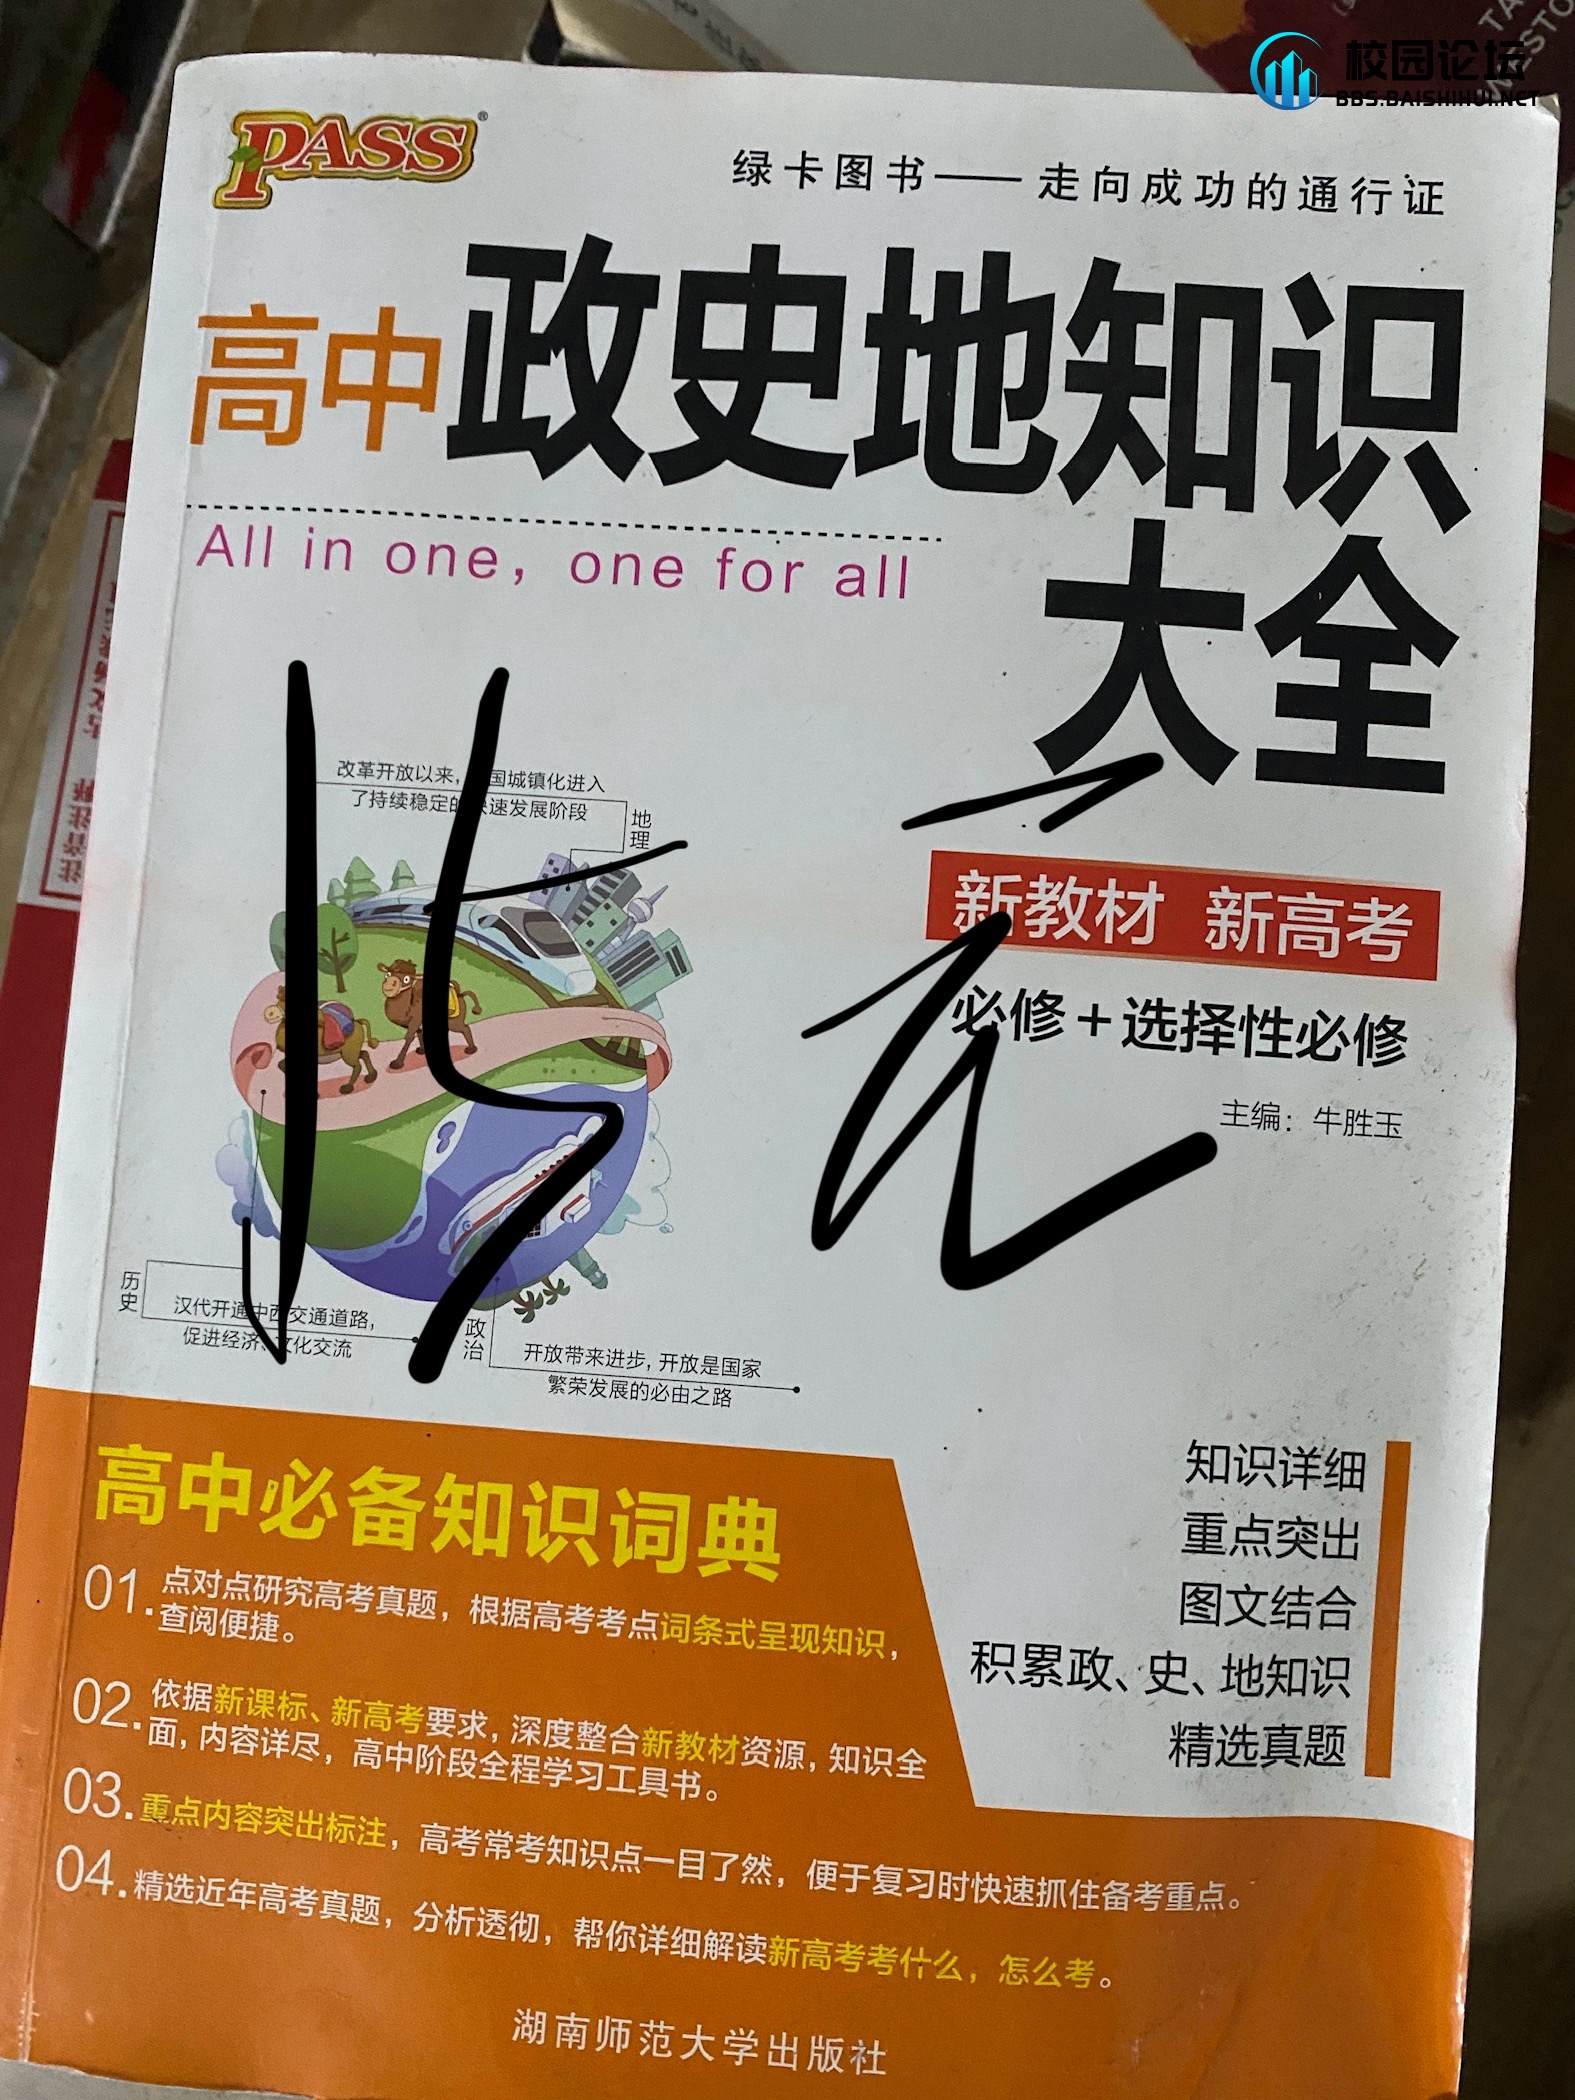 校园论坛
BBS.BAISHIHUI.NET
PASS®
绿卡图书——走向成功的通行证
高中政史地知识
大全
All in one, one for all
改革开放以来，国城镇化进入
了持续稳定的快速发展阶段
地理
15元
新教材 新高考
必修+选择性必修
主编：牛胜玉
历史
汉代开通中西交通道路，
促进经济、文化交流
政治
开放带来进步，开放是国家
繁荣发展的必由之路
高中必备知识词典
01.点对点研究高考真题，根据高考考点词条式呈现知识，
查阅便捷。
02.依据新课标、新高考要求，深度整合新教材资源，知识全
面，内容详尽，高中阶段全程学习工具书。
03.重点内容突出标注，高考常考知识点一目了然，便于复习时快速抓住备考重点。
04.精选近年高考真题，分析透彻，帮你详细解读新高考考什么，怎么考。
知识详细
重点突出
图文结合
积累政、史、地知识
精选真题
湖南师范大学出版社